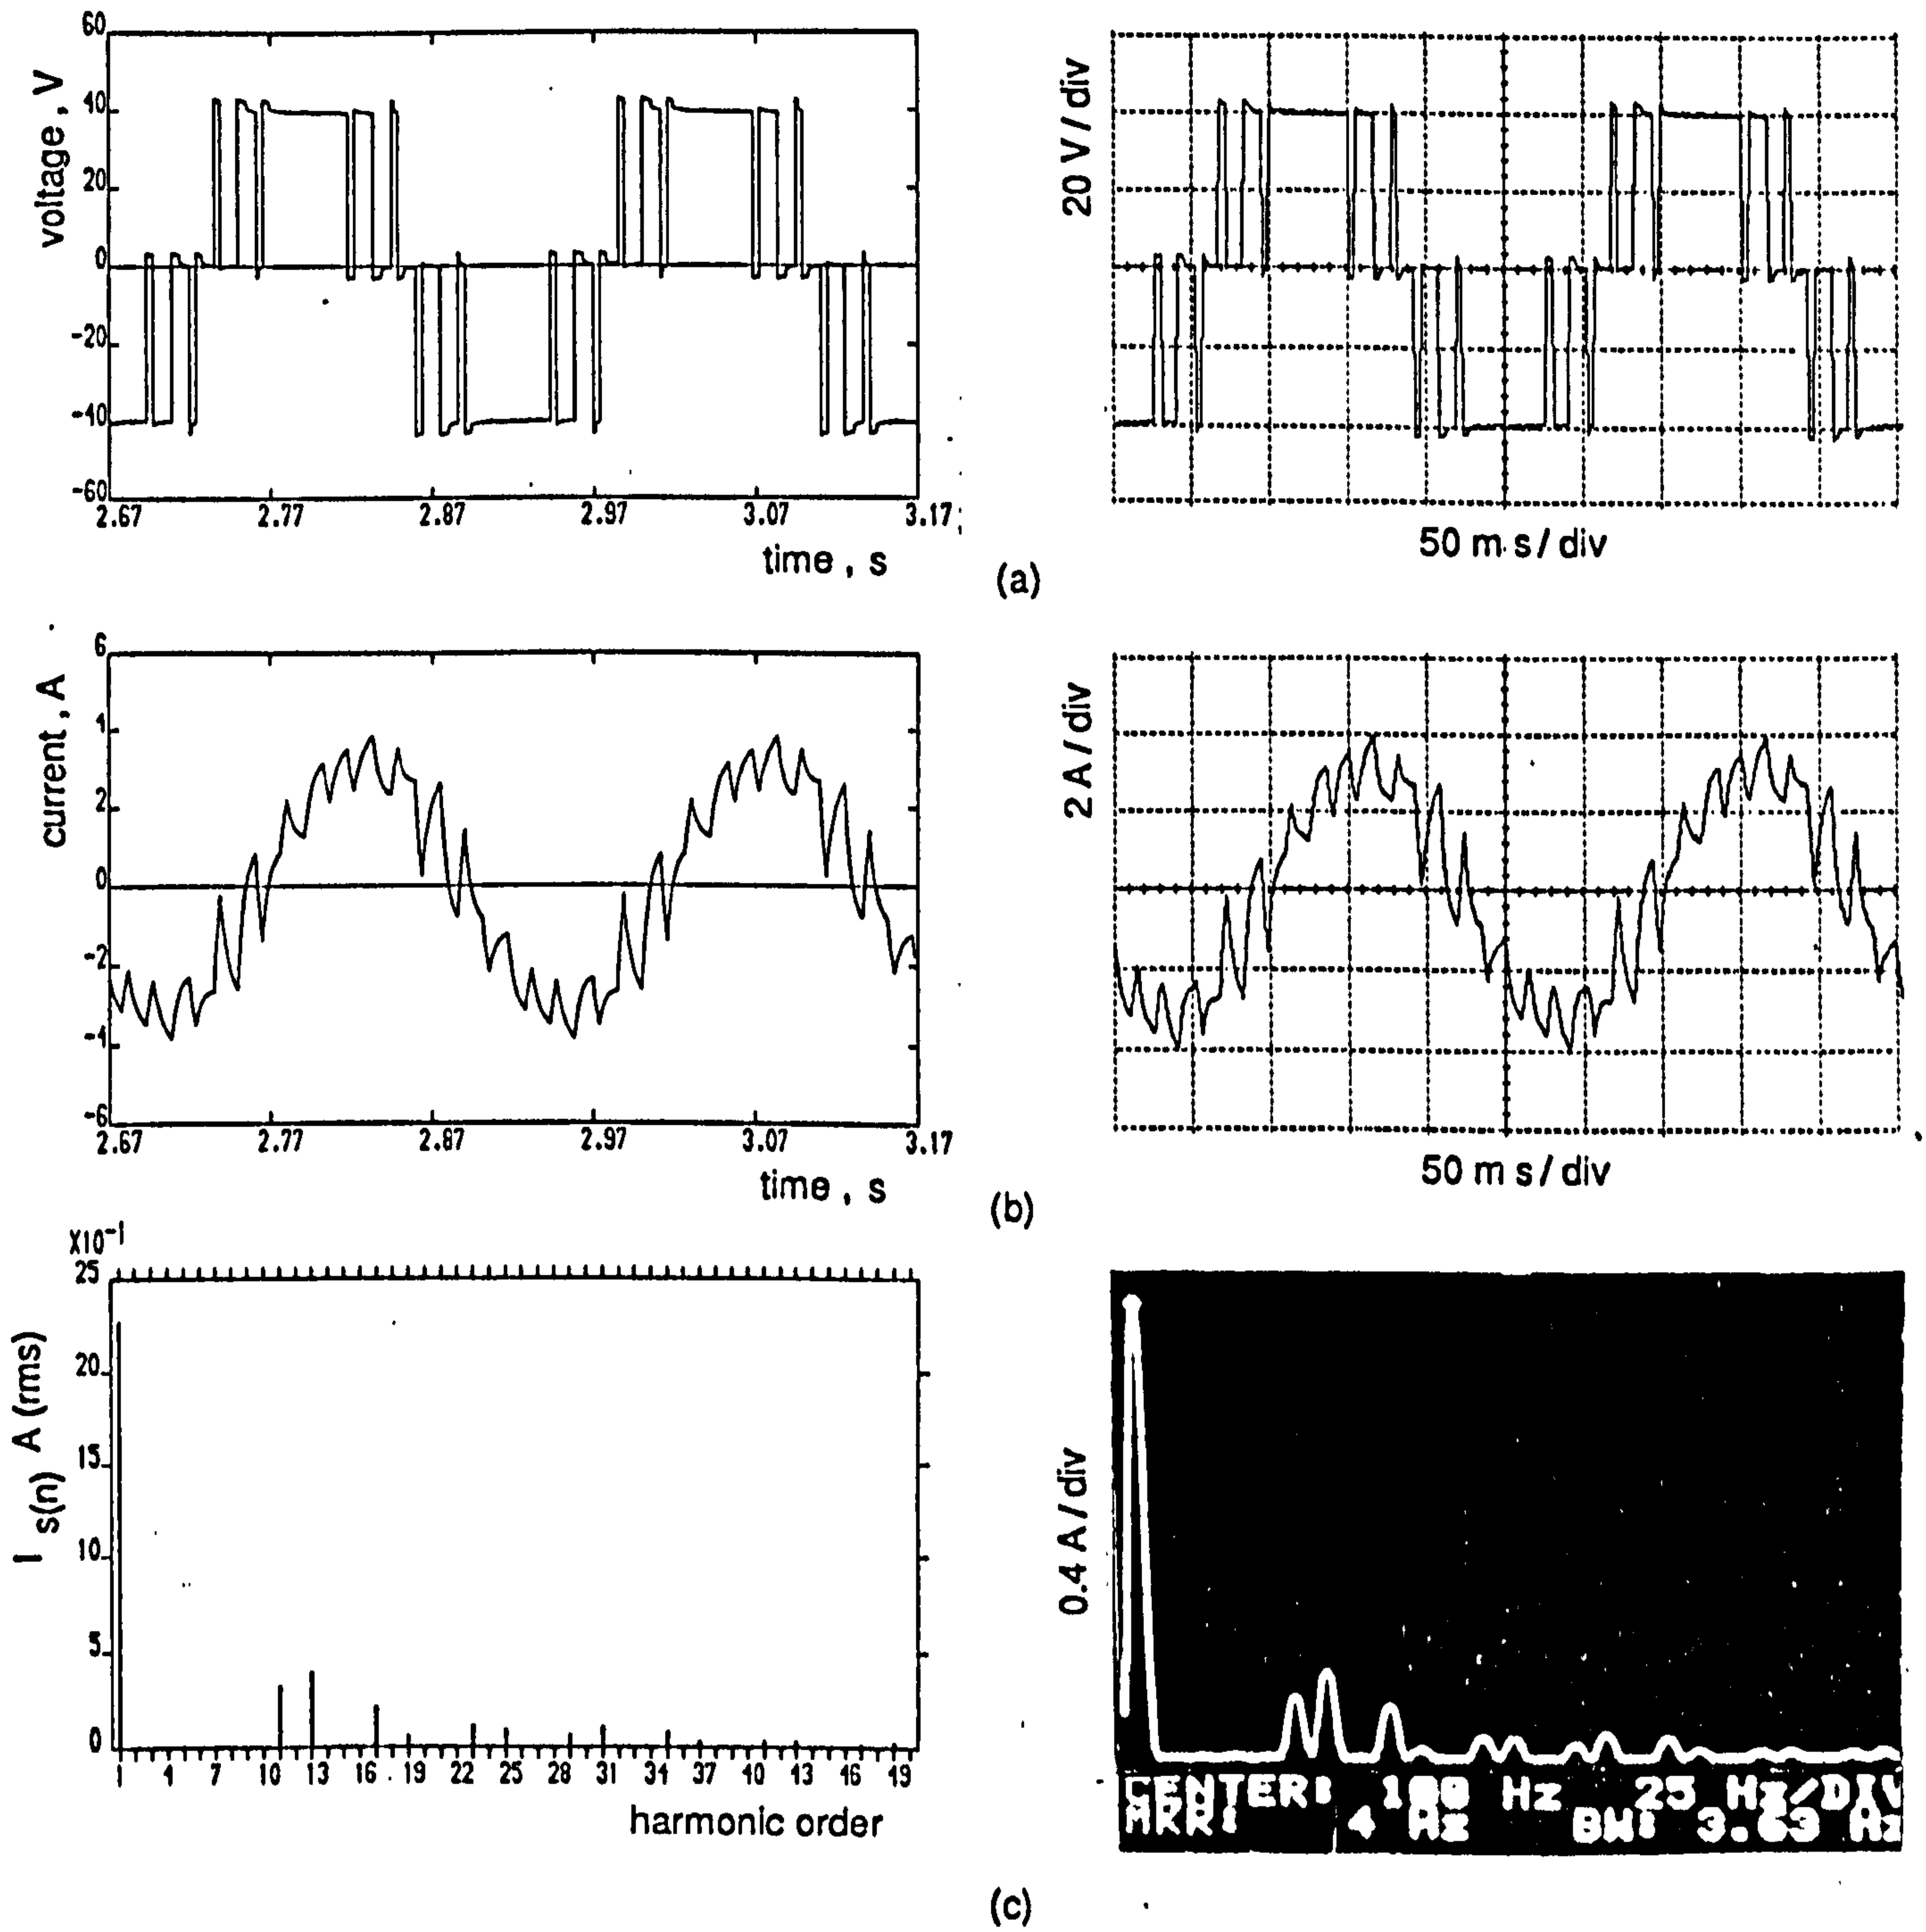 60
40
20
0
-20
-40
-60
voltage , V
2.67 2.77 2.87 2.97 3.07 3.17
time , s
20 V / div
50 m s / div
(a)
6
4
2
0
-2
-4
-6
current , A
2.67 2.77 2.87 2.97 3.07 3.17
time , s
2 A / div
50 m s / div
(b)
X10⁻¹
25
20
15
10
5
0
I s(n) A (rms)
1 4 7 10 13 16 19 22 25 28 31 34 37 40 43 46 49
harmonic order
0.4 A / div
CENTER: 100 Hz 25 Hz/DIV
MKR: 4 Hz BW: 3.63 Hz
(c)